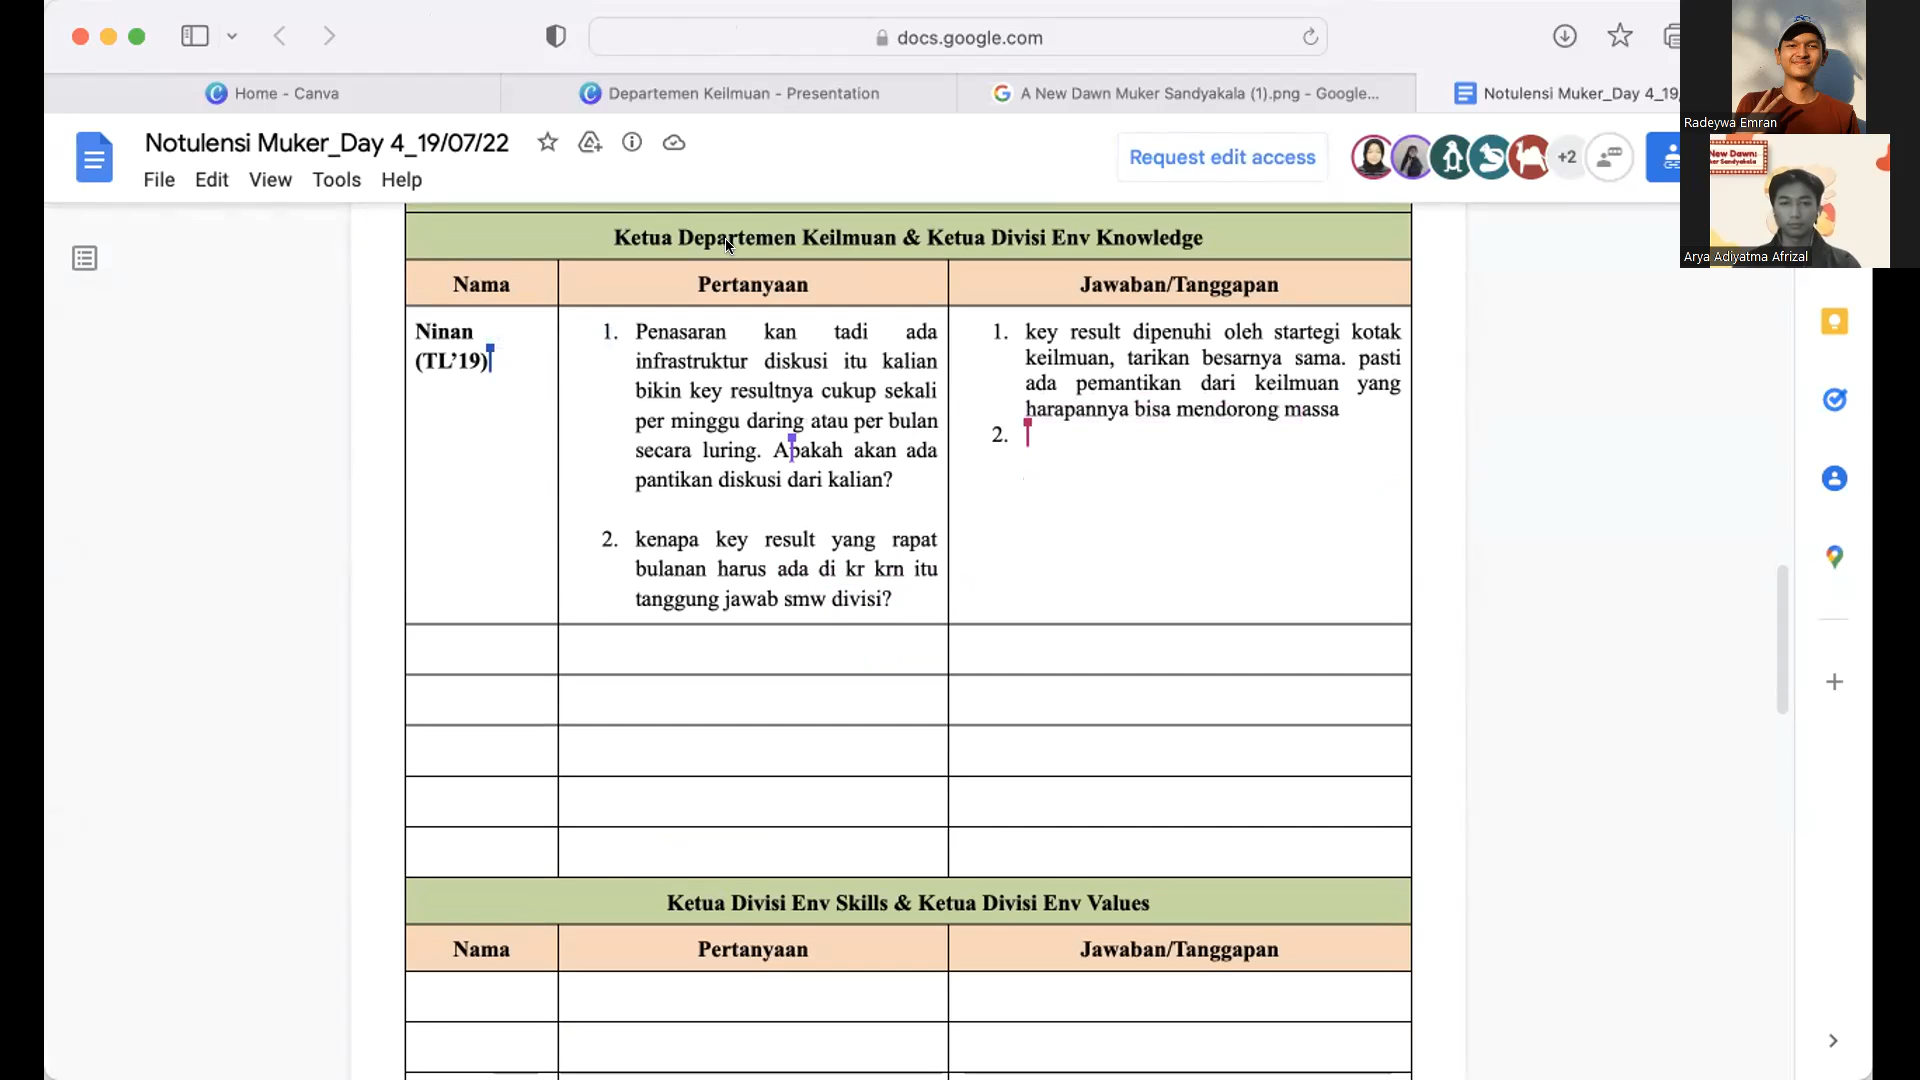 docs.google.com
Home - Canva
Departemen Keilmuan - Presentation
A New Dawn Muker Sandyakala (1).png - Google...
Notulensi Muker_Day 4_19
Radeywa Emran
Notulensi Muker_Day 4_19/07/22
File Edit View Tools Help
Request edit access
+2
New Dawn:
Sandyakala
Arya Adiyatma Afrizal
Ketua Departemen Keilmuan & Ketua Divisi Env Knowledge
Nama
Pertanyaan
Jawaban/Tanggapan
Ninan
(TL’19)
1. Penasaran kan tadi ada
infrastruktur diskusi itu kalian
bikin key resultnya cukup sekali
per minggu daring atau per bulan
secara luring. Apakah akan ada
pantikan diskusi dari kalian?
2. kenapa key result yang rapat
bulanan harus ada di kr krn itu
tanggung jawab smw divisi?
1. key result dipenuhi oleh startegi kotak
keilmuan, tarikan besarnya sama. pasti
ada pemantikan dari keilmuan yang
harapannya bisa mendorong massa
2.
Ketua Divisi Env Skills & Ketua Divisi Env Values
Nama
Pertanyaan
Jawaban/Tanggapan